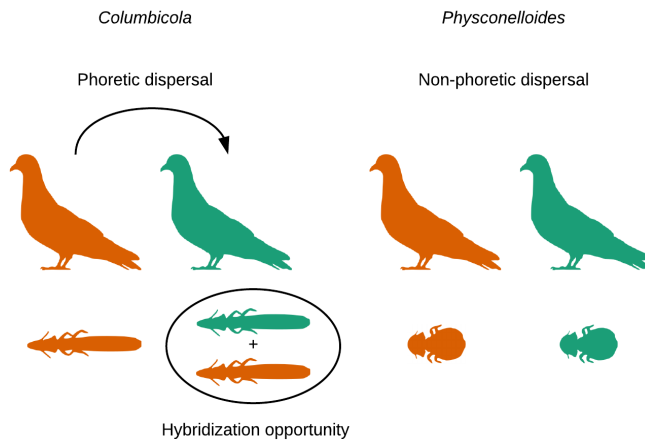 Columbicola
Physconelloides
Phoretic dispersal
Non-phoretic dispersal
+
Hybridization opportunity